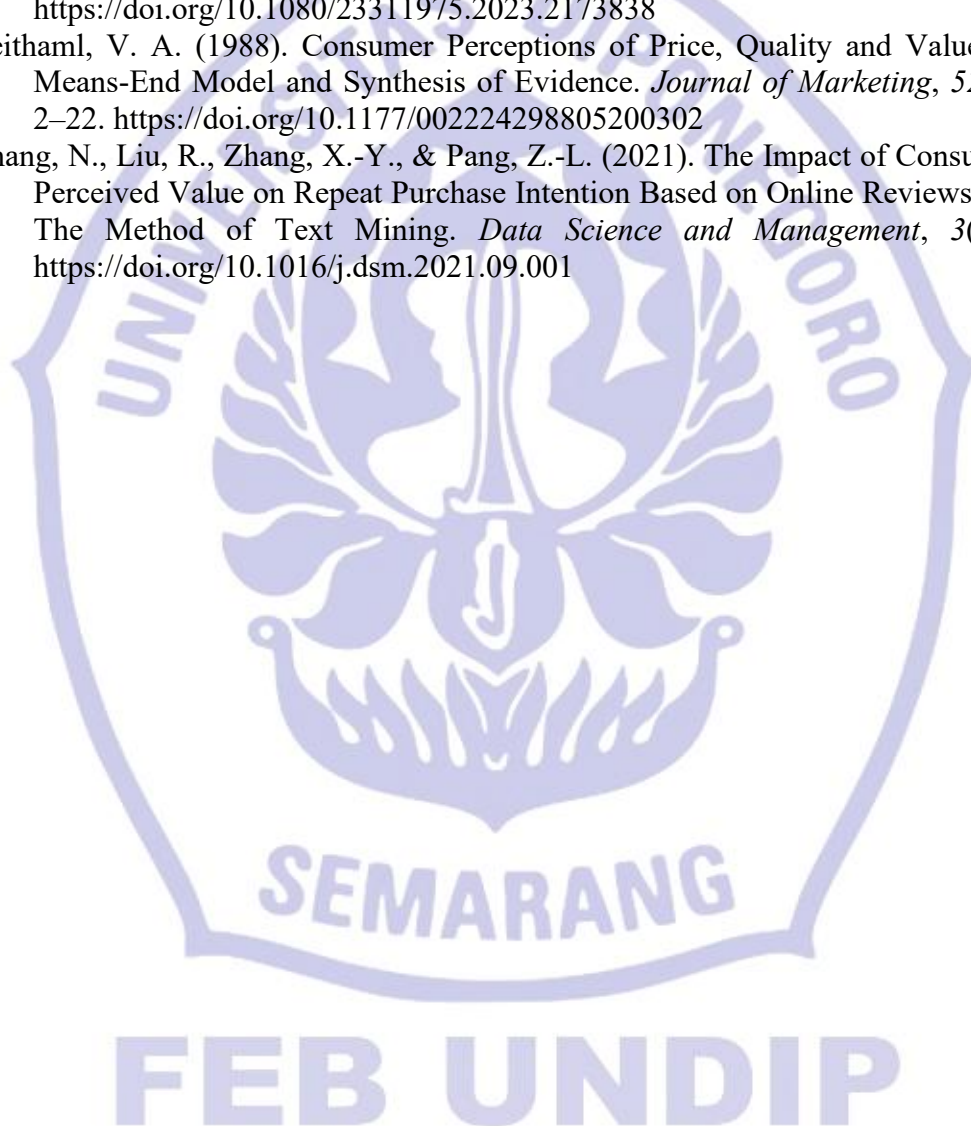 https://doi.org/10.1080/23311975.2023.2173838
eithaml, V. A. (1988). Consumer Perceptions of Price, Quality and Value
Means-End Model and Synthesis of Evidence. Journal of Marketing, 52
2–22. https://doi.org/10.1177/002224298805200302
hang, N., Liu, R., Zhang, X.-Y., & Pang, Z.-L. (2021). The Impact of Consu
Perceived Value on Repeat Purchase Intention Based on Online Reviews
The Method of Text Mining. Data Science and Management, 30
https://doi.org/10.1016/j.dsm.2021.09.001
SEMARANG
FEB UNDIP